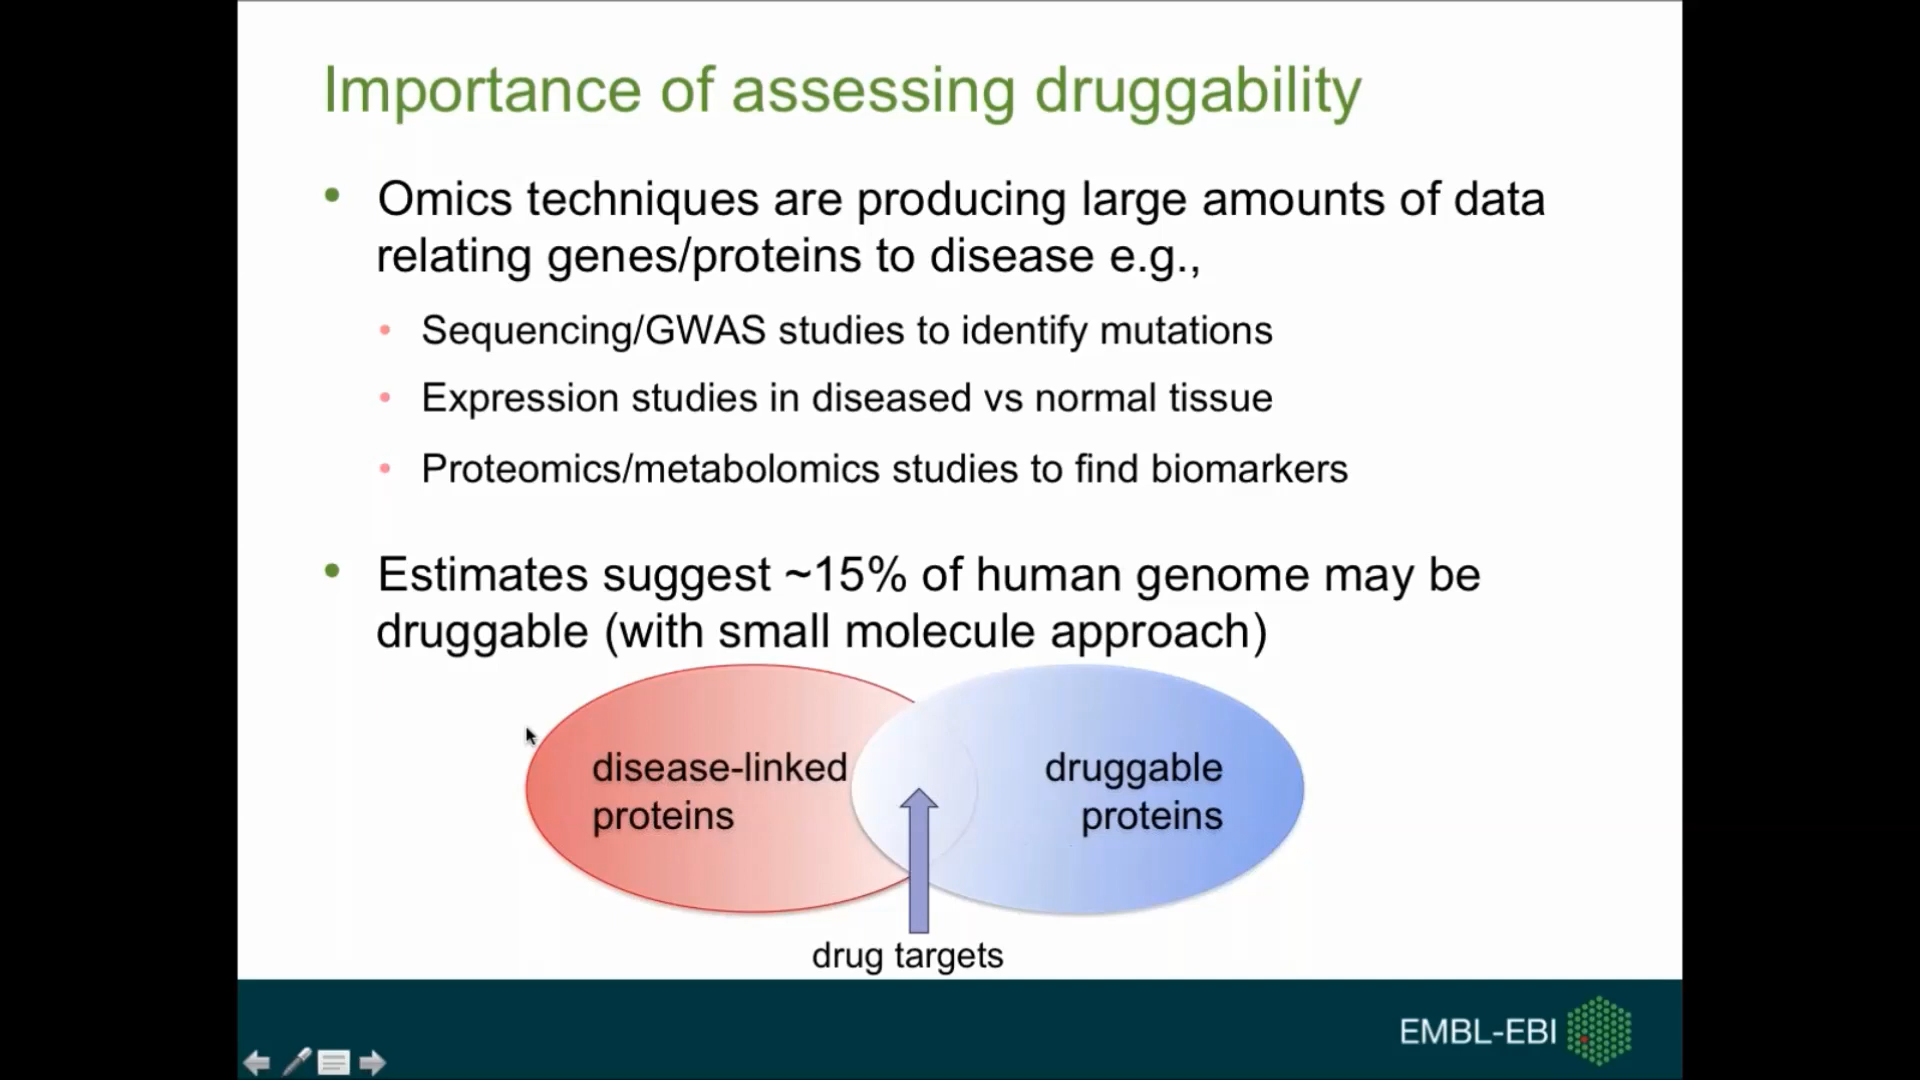 Importance of assessing druggability
• Omics techniques are producing large amounts of data
relating genes/proteins to disease e.g.,
• Sequencing/GWAS studies to identify mutations
• Expression studies in diseased vs normal tissue
• Proteomics/metabolomics studies to find biomarkers
• Estimates suggest ~15% of human genome may be
druggable (with small molecule approach)
disease-linked
proteins
druggable
proteins
drug targets
EMBL-EBI